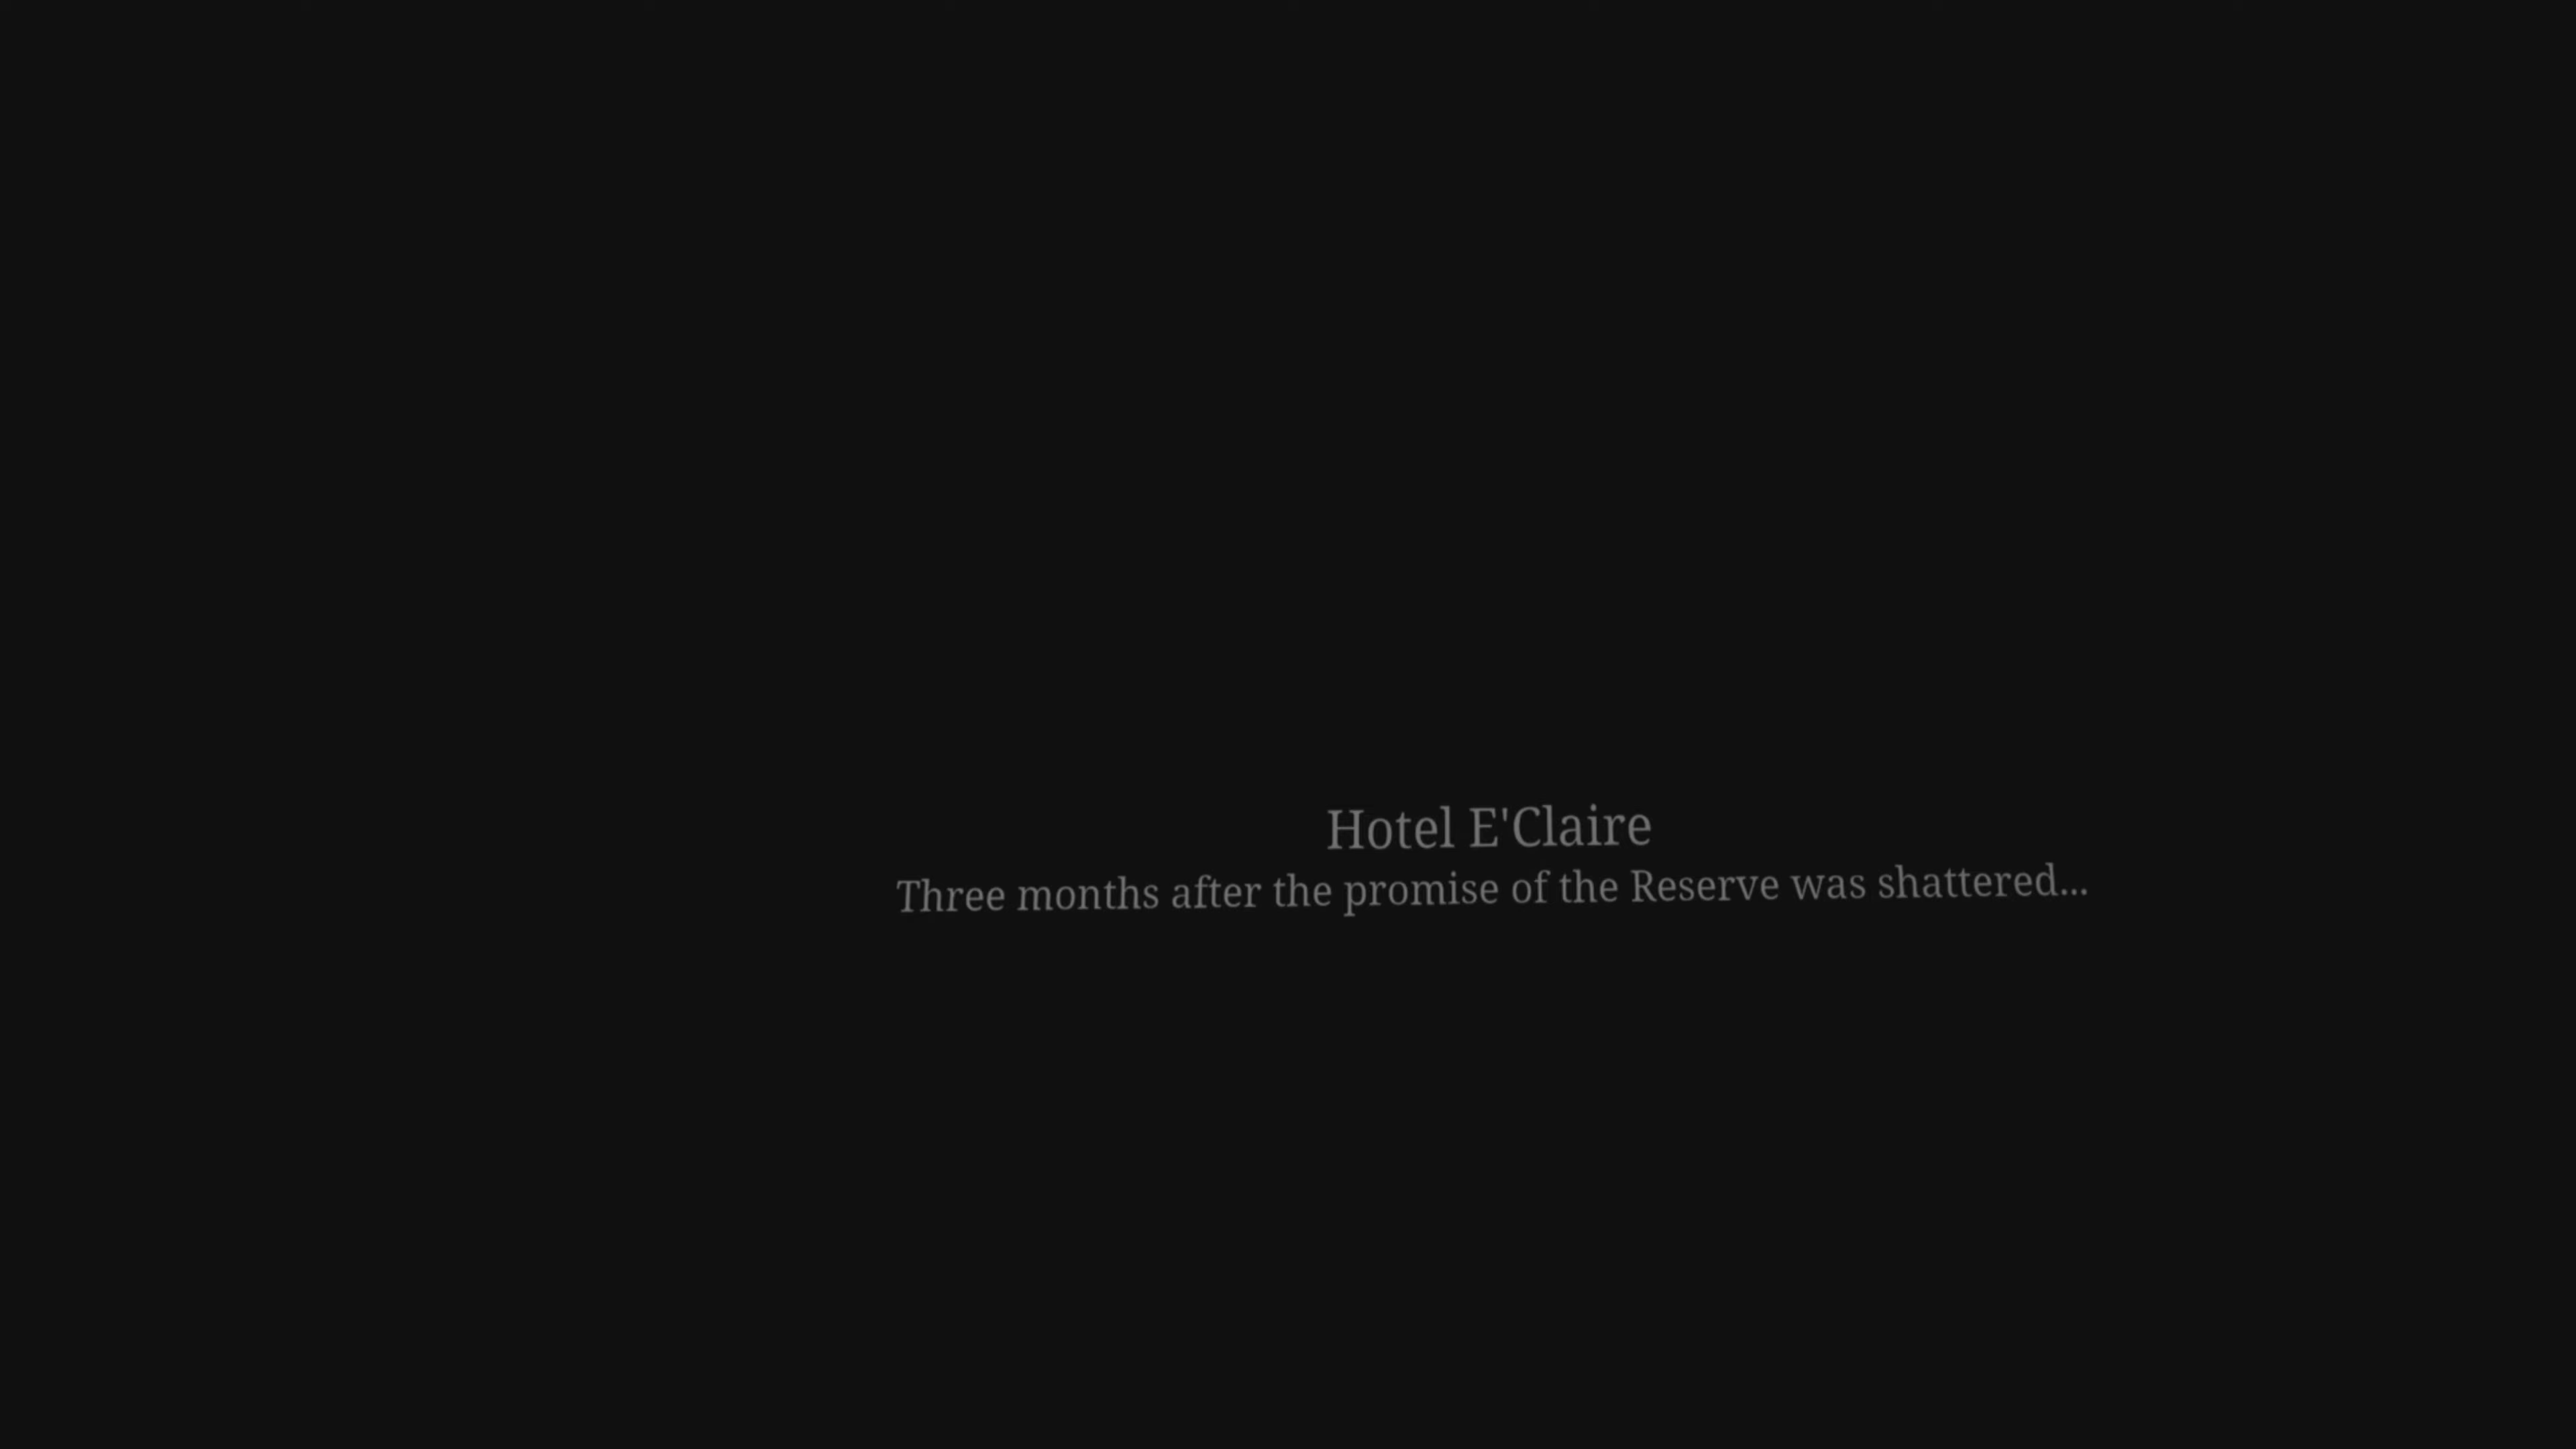 Hotel E'Claire
Three months after the promise of the Reserve was shattered...